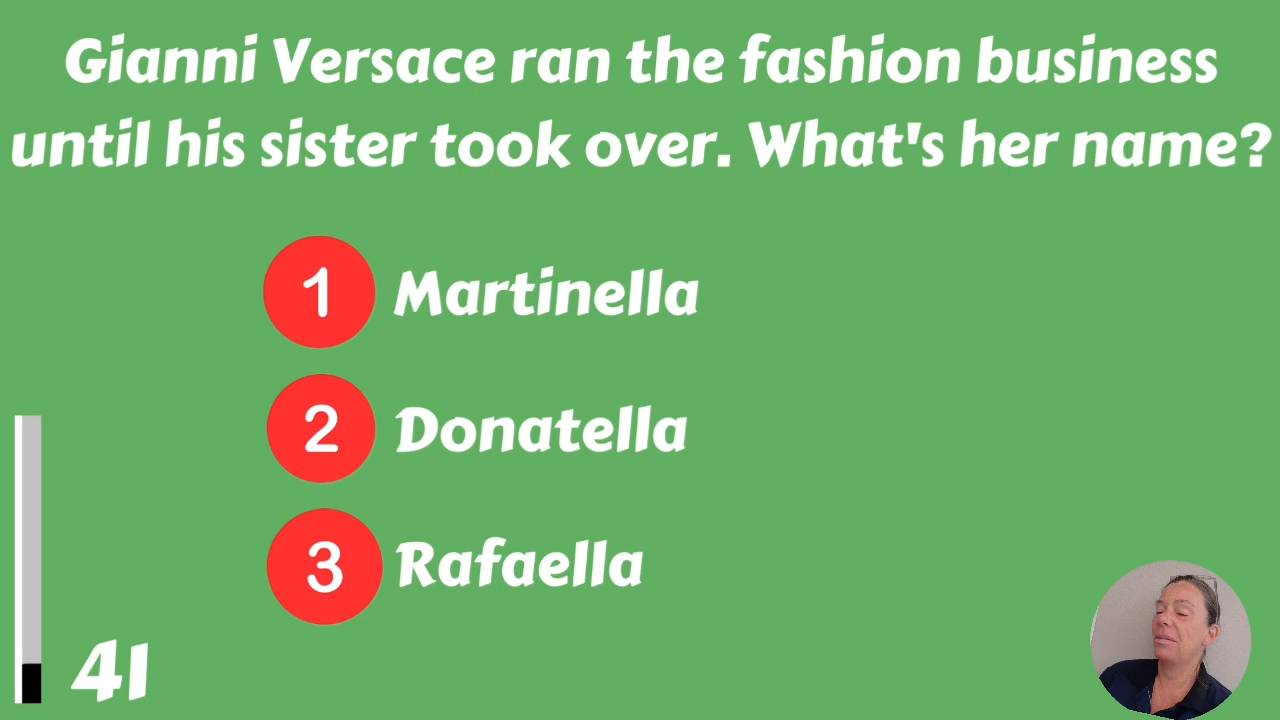 Gianni Versace ran the fashion business
until his sister took over. What's her name?
1 Martinella
2 Donatella
3 Rafaella
41